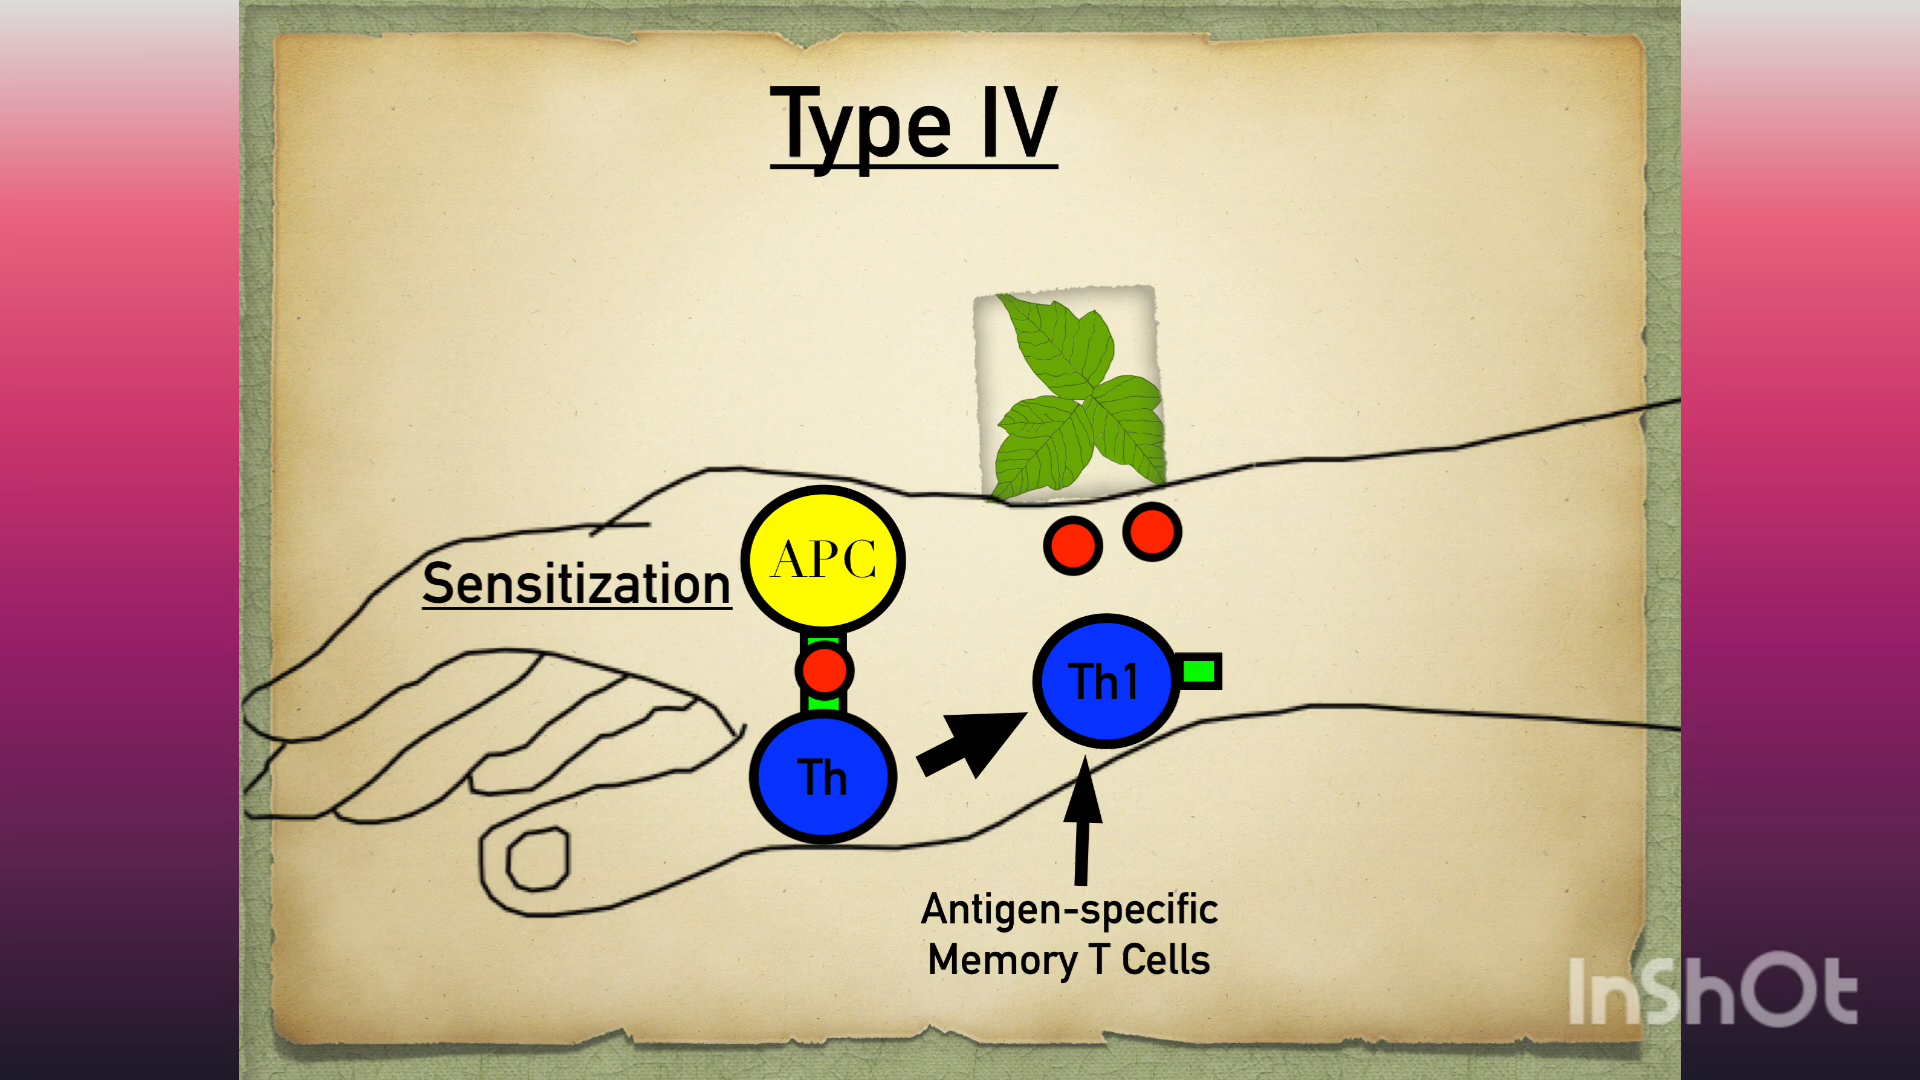 Type IV
Sensitization
APC
Th
Th1
Antigen-specific
Memory T Cells
InShOt